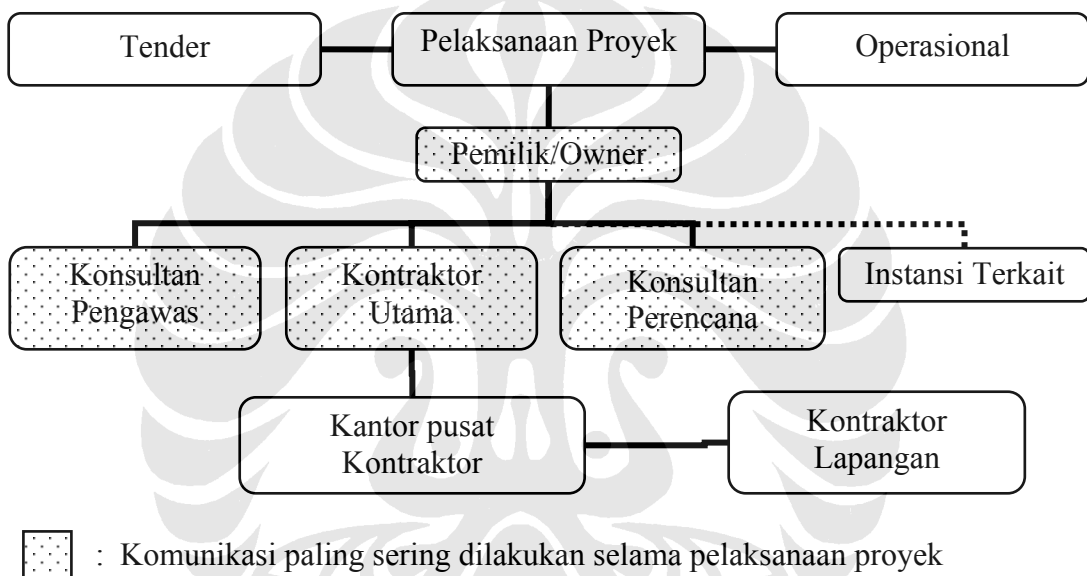 Tender
Pelaksanaan Proyek
Operasional
Pemilik/Owner
Konsultan
Pengawas
Kontraktor
Utama
Konsultan
Perencana
Instansi Terkait
Kantor pusat
Kontraktor
Kontraktor
Lapangan
: Komunikasi paling sering dilakukan selama pelaksanaan proyek